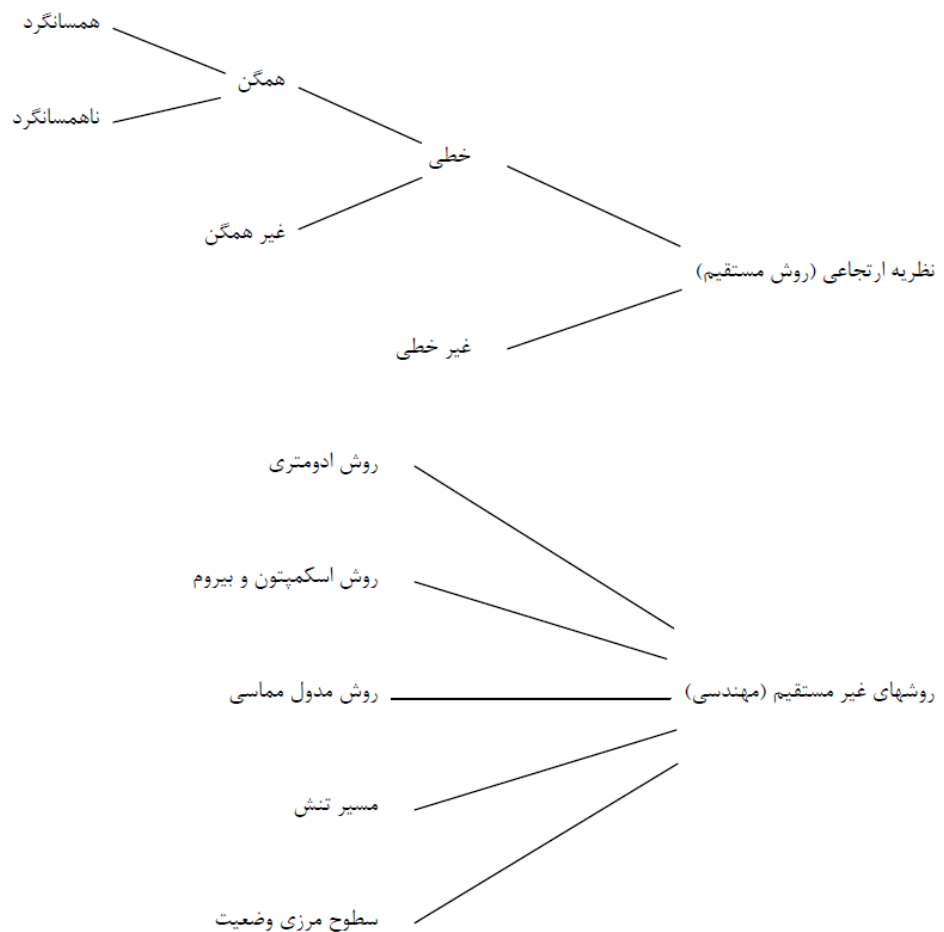 همسانگرد
همگن
ناهمسانگرد
خطی
غیر همگن
نظریه ارتجاعی (روش مستقیم)
غیر خطی
روش ادومتری
روش اسکمپتون و بیروم
روش مدول مماسی
روشهای غیر مستقیم (مهندسی)
مسیر تنش
سطوح مرزی وضعیت